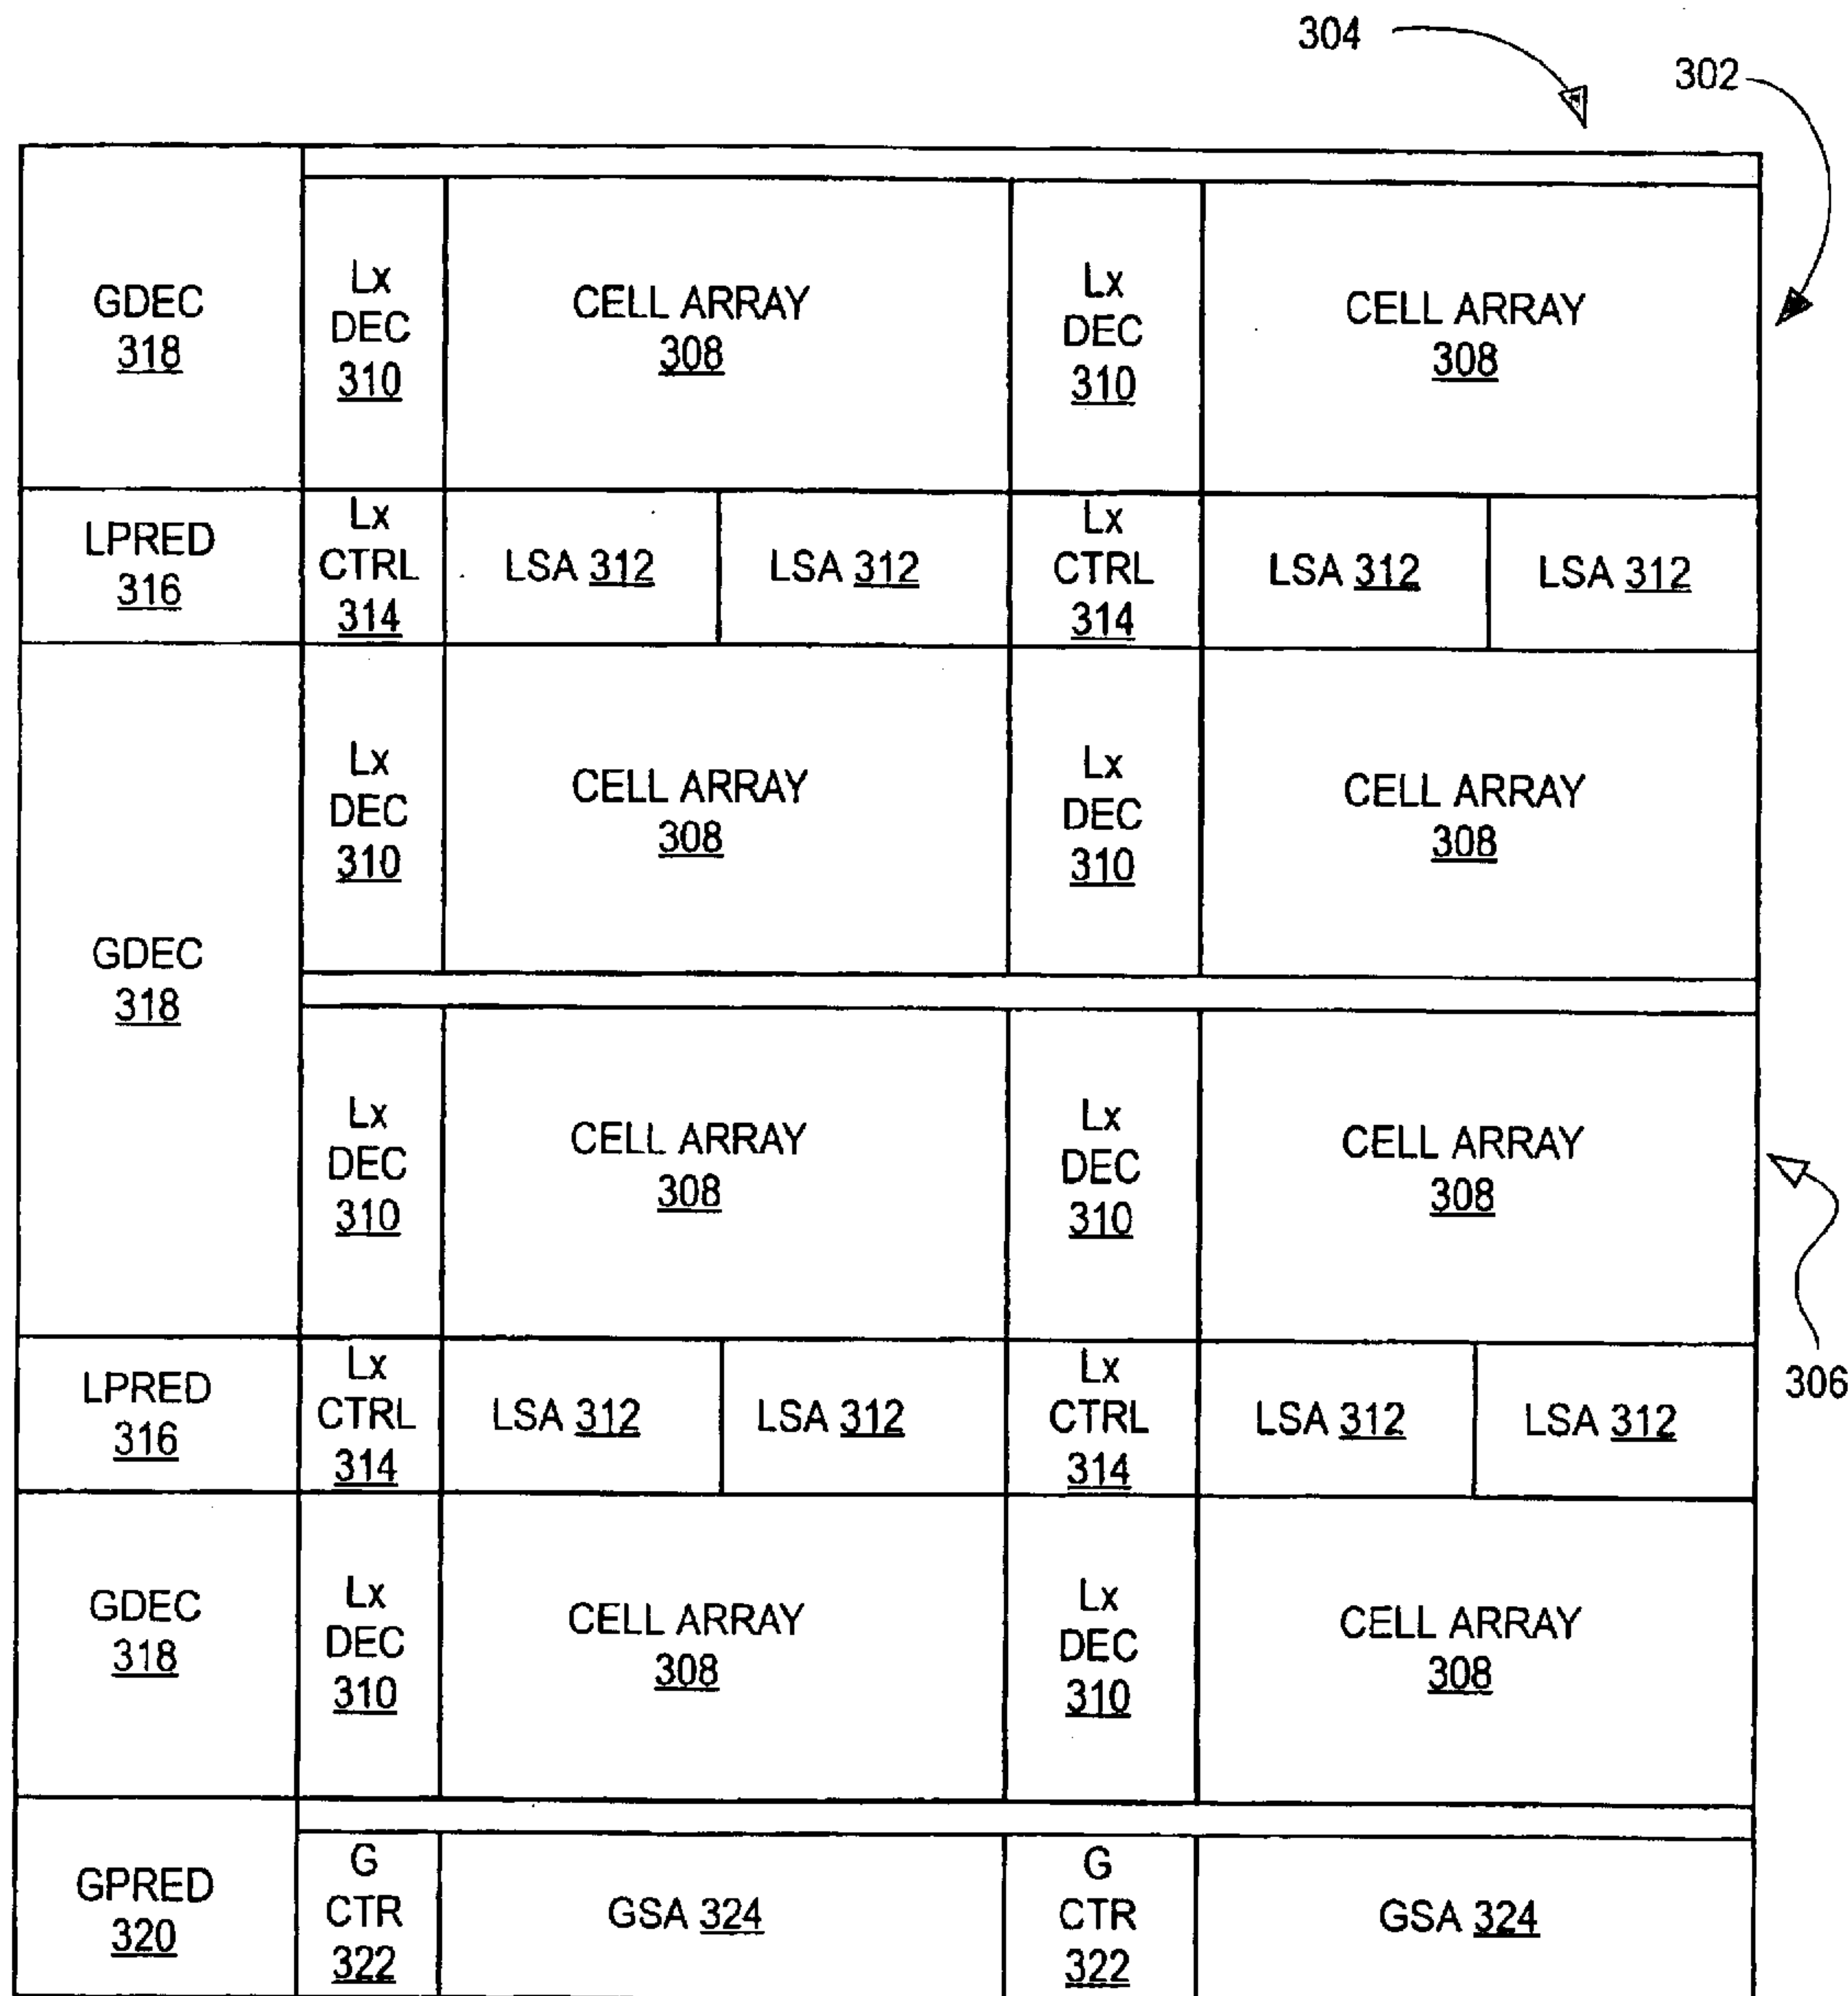 304
302
GDEC
318
Lx
DEC
310
CELL ARRAY
308
Lx
DEC
310
CELL ARRAY
308
LPRED
316
Lx
CTRL
314
LSA 312
LSA 312
Lx
CTRL
314
LSA 312
LSA 312
GDEC
318
Lx
DEC
310
CELL ARRAY
308
Lx
DEC
310
CELL ARRAY
308
Lx
DEC
310
CELL ARRAY
308
Lx
DEC
310
CELL ARRAY
308
306
LPRED
316
Lx
CTRL
314
LSA 312
LSA 312
Lx
CTRL
314
LSA 312
LSA 312
GDEC
318
Lx
DEC
310
CELL ARRAY
308
Lx
DEC
310
CELL ARRAY
308
GPRED
320
G
CTR
322
GSA 324
G
CTR
322
GSA 324